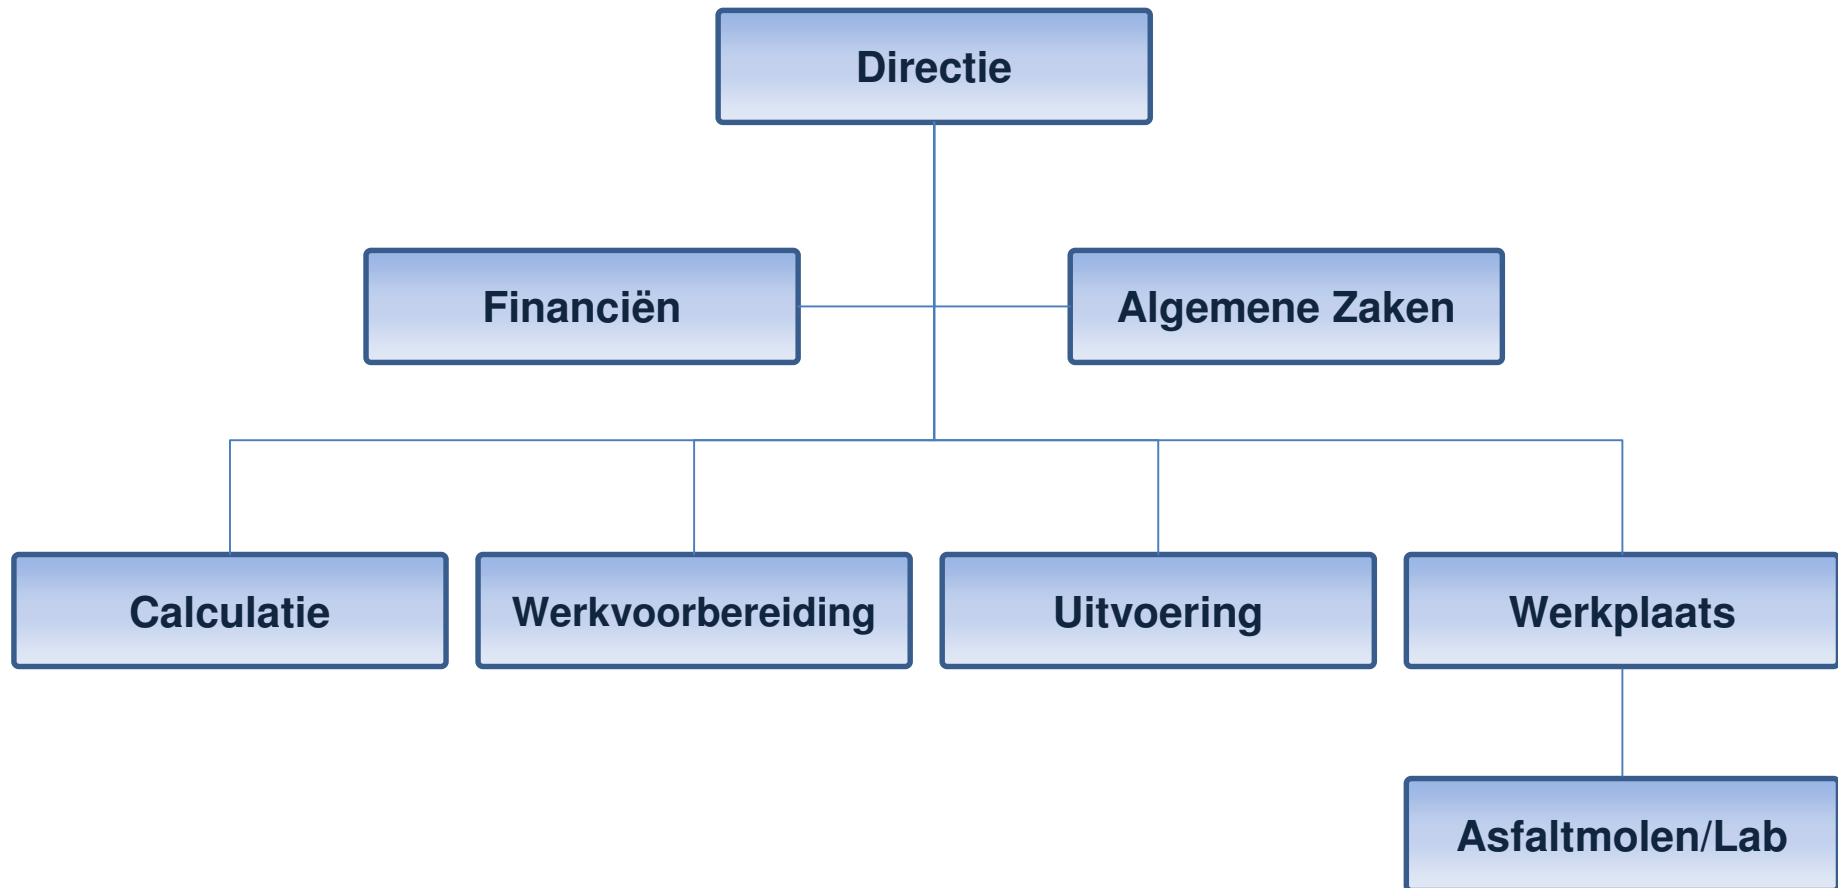 Directie
Financiën
Algemene Zaken
Calculatie
Werkvoorbereiding
Uitvoering
Werkplaats
Asfaltmolen/Lab